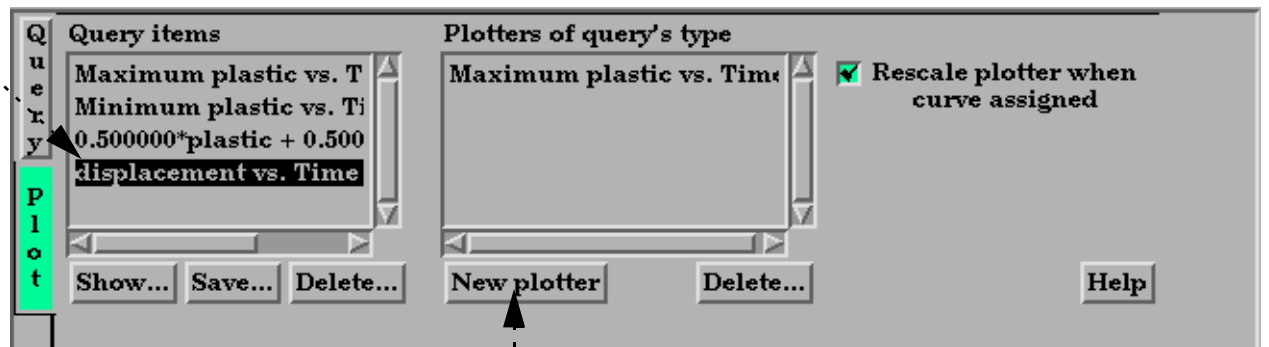 Query
Plot
Query items
Maximum plastic vs. T
Minimum plastic vs. Ti
0.500000*plastic + 0.500
displacement vs. Time
Show... Save... Delete...
Plotters of query's type
Maximum plastic vs. Time
New plotter Delete...
Rescale plotter when
curve assigned
Help